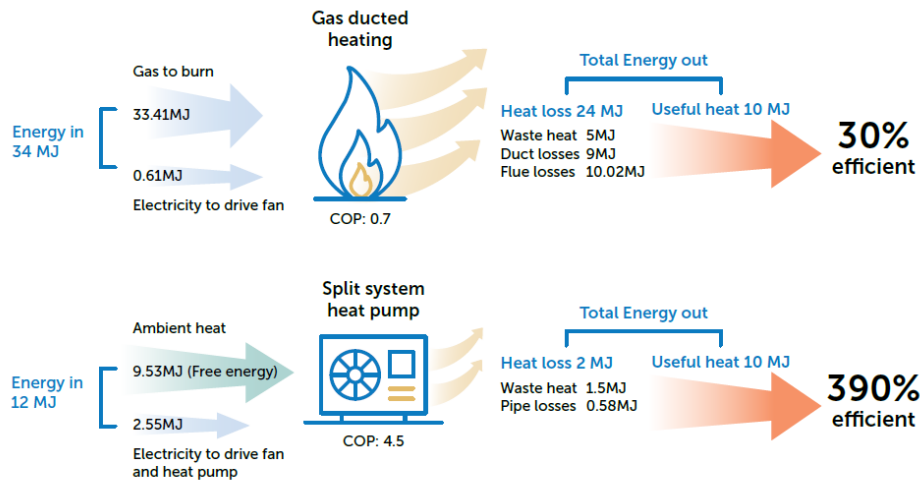 Gas ducted
heating
Gas to burn
33.41MJ
Energy in
34 MJ
0.61MJ
Electricity to drive fan
COP: 0.7
Total Energy out
Heat loss 24 MJ
Waste heat 5MJ
Duct losses 9MJ
Flue losses 10.02MJ
Useful heat 10 MJ
30%
efficient
Split system
heat pump
Ambient heat
9.53MJ (Free energy)
Energy in
12 MJ
2.55MJ
Electricity to drive fan
and heat pump
COP: 4.5
Total Energy out
Heat loss 2 MJ
Waste heat 1.5MJ
Pipe losses 0.58MJ
Useful heat 10 MJ
390%
efficient